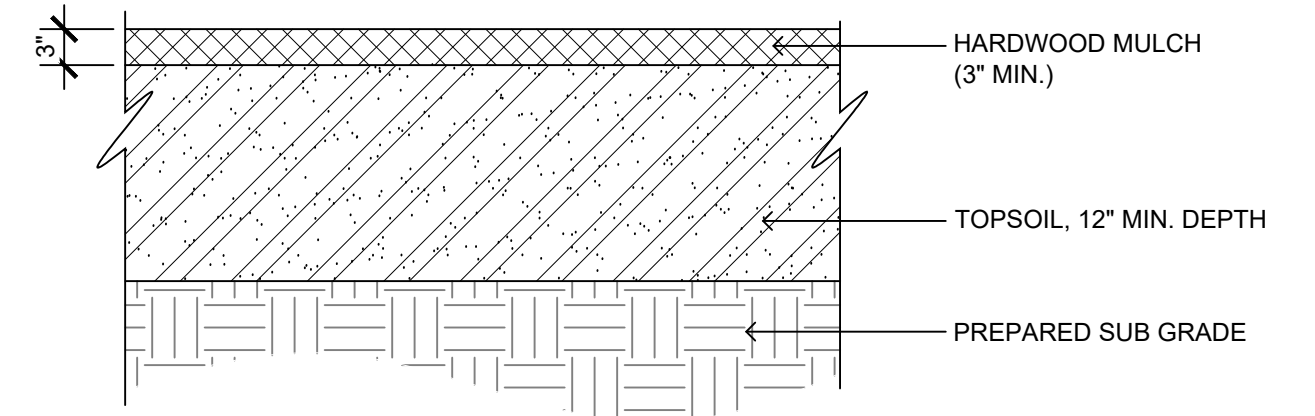 3"
HARDWOOD MULCH
(3" MIN.)
TOPSOIL, 12" MIN. DEPTH
PREPARED SUB GRADE